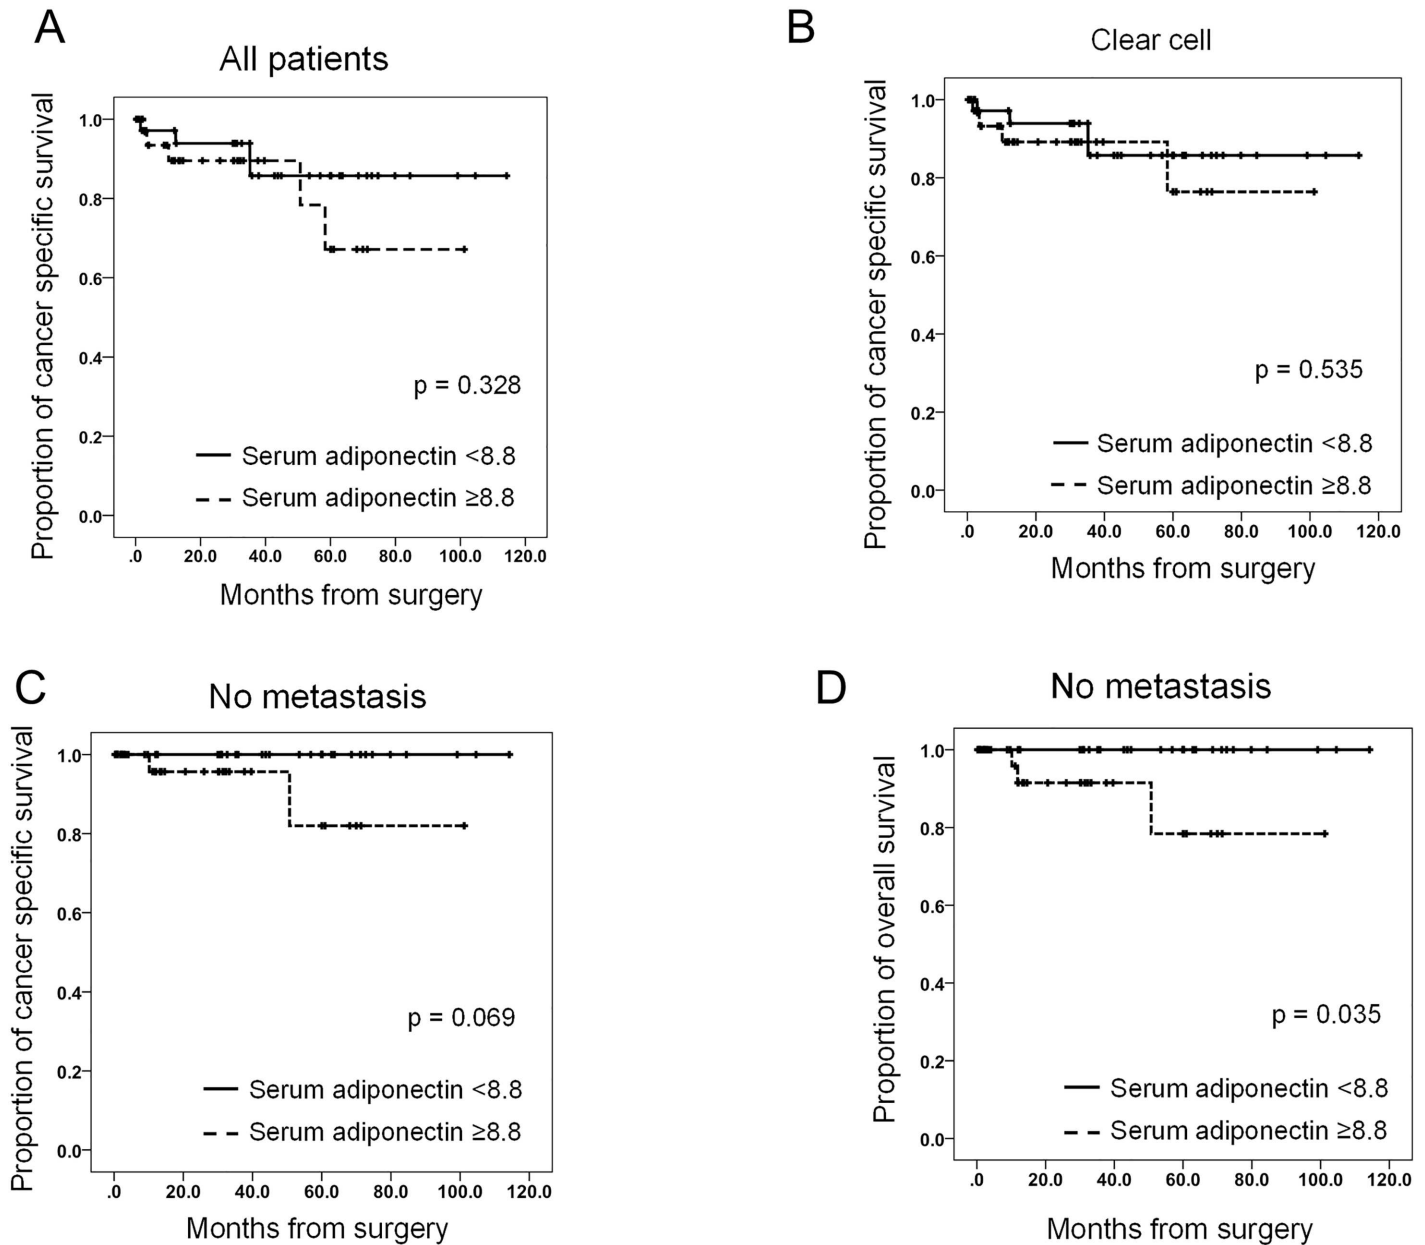 A
All patients
Proportion of cancer specific survival
1.0
0.8
0.6
0.4
0.2
0.0
p = 0.328
Serum adiponectin <8.8
Serum adiponectin ≥8.8
.0 20.0 40.0 60.0 80.0 100.0 120.0
Months from surgery
B
Clear cell
Proportion of cancer specific survival
1.0
0.8
0.6
0.4
0.2
0.0
p = 0.535
Serum adiponectin <8.8
Serum adiponectin ≥8.8
.0 20.0 40.0 60.0 80.0 100.0 120.0
Months from surgery
C
No metastasis
Proportion of cancer specific survival
1.0
0.8
0.6
0.4
0.2
0.0
p = 0.069
Serum adiponectin <8.8
Serum adiponectin ≥8.8
.0 20.0 40.0 60.0 80.0 100.0 120.0
Months from surgery
D
No metastasis
Proportion of overall survival
1.0
0.8
0.6
0.4
0.2
0.0
p = 0.035
Serum adiponectin <8.8
Serum adiponectin ≥8.8
.0 20.0 40.0 60.0 80.0 100.0 120.0
Months from surgery